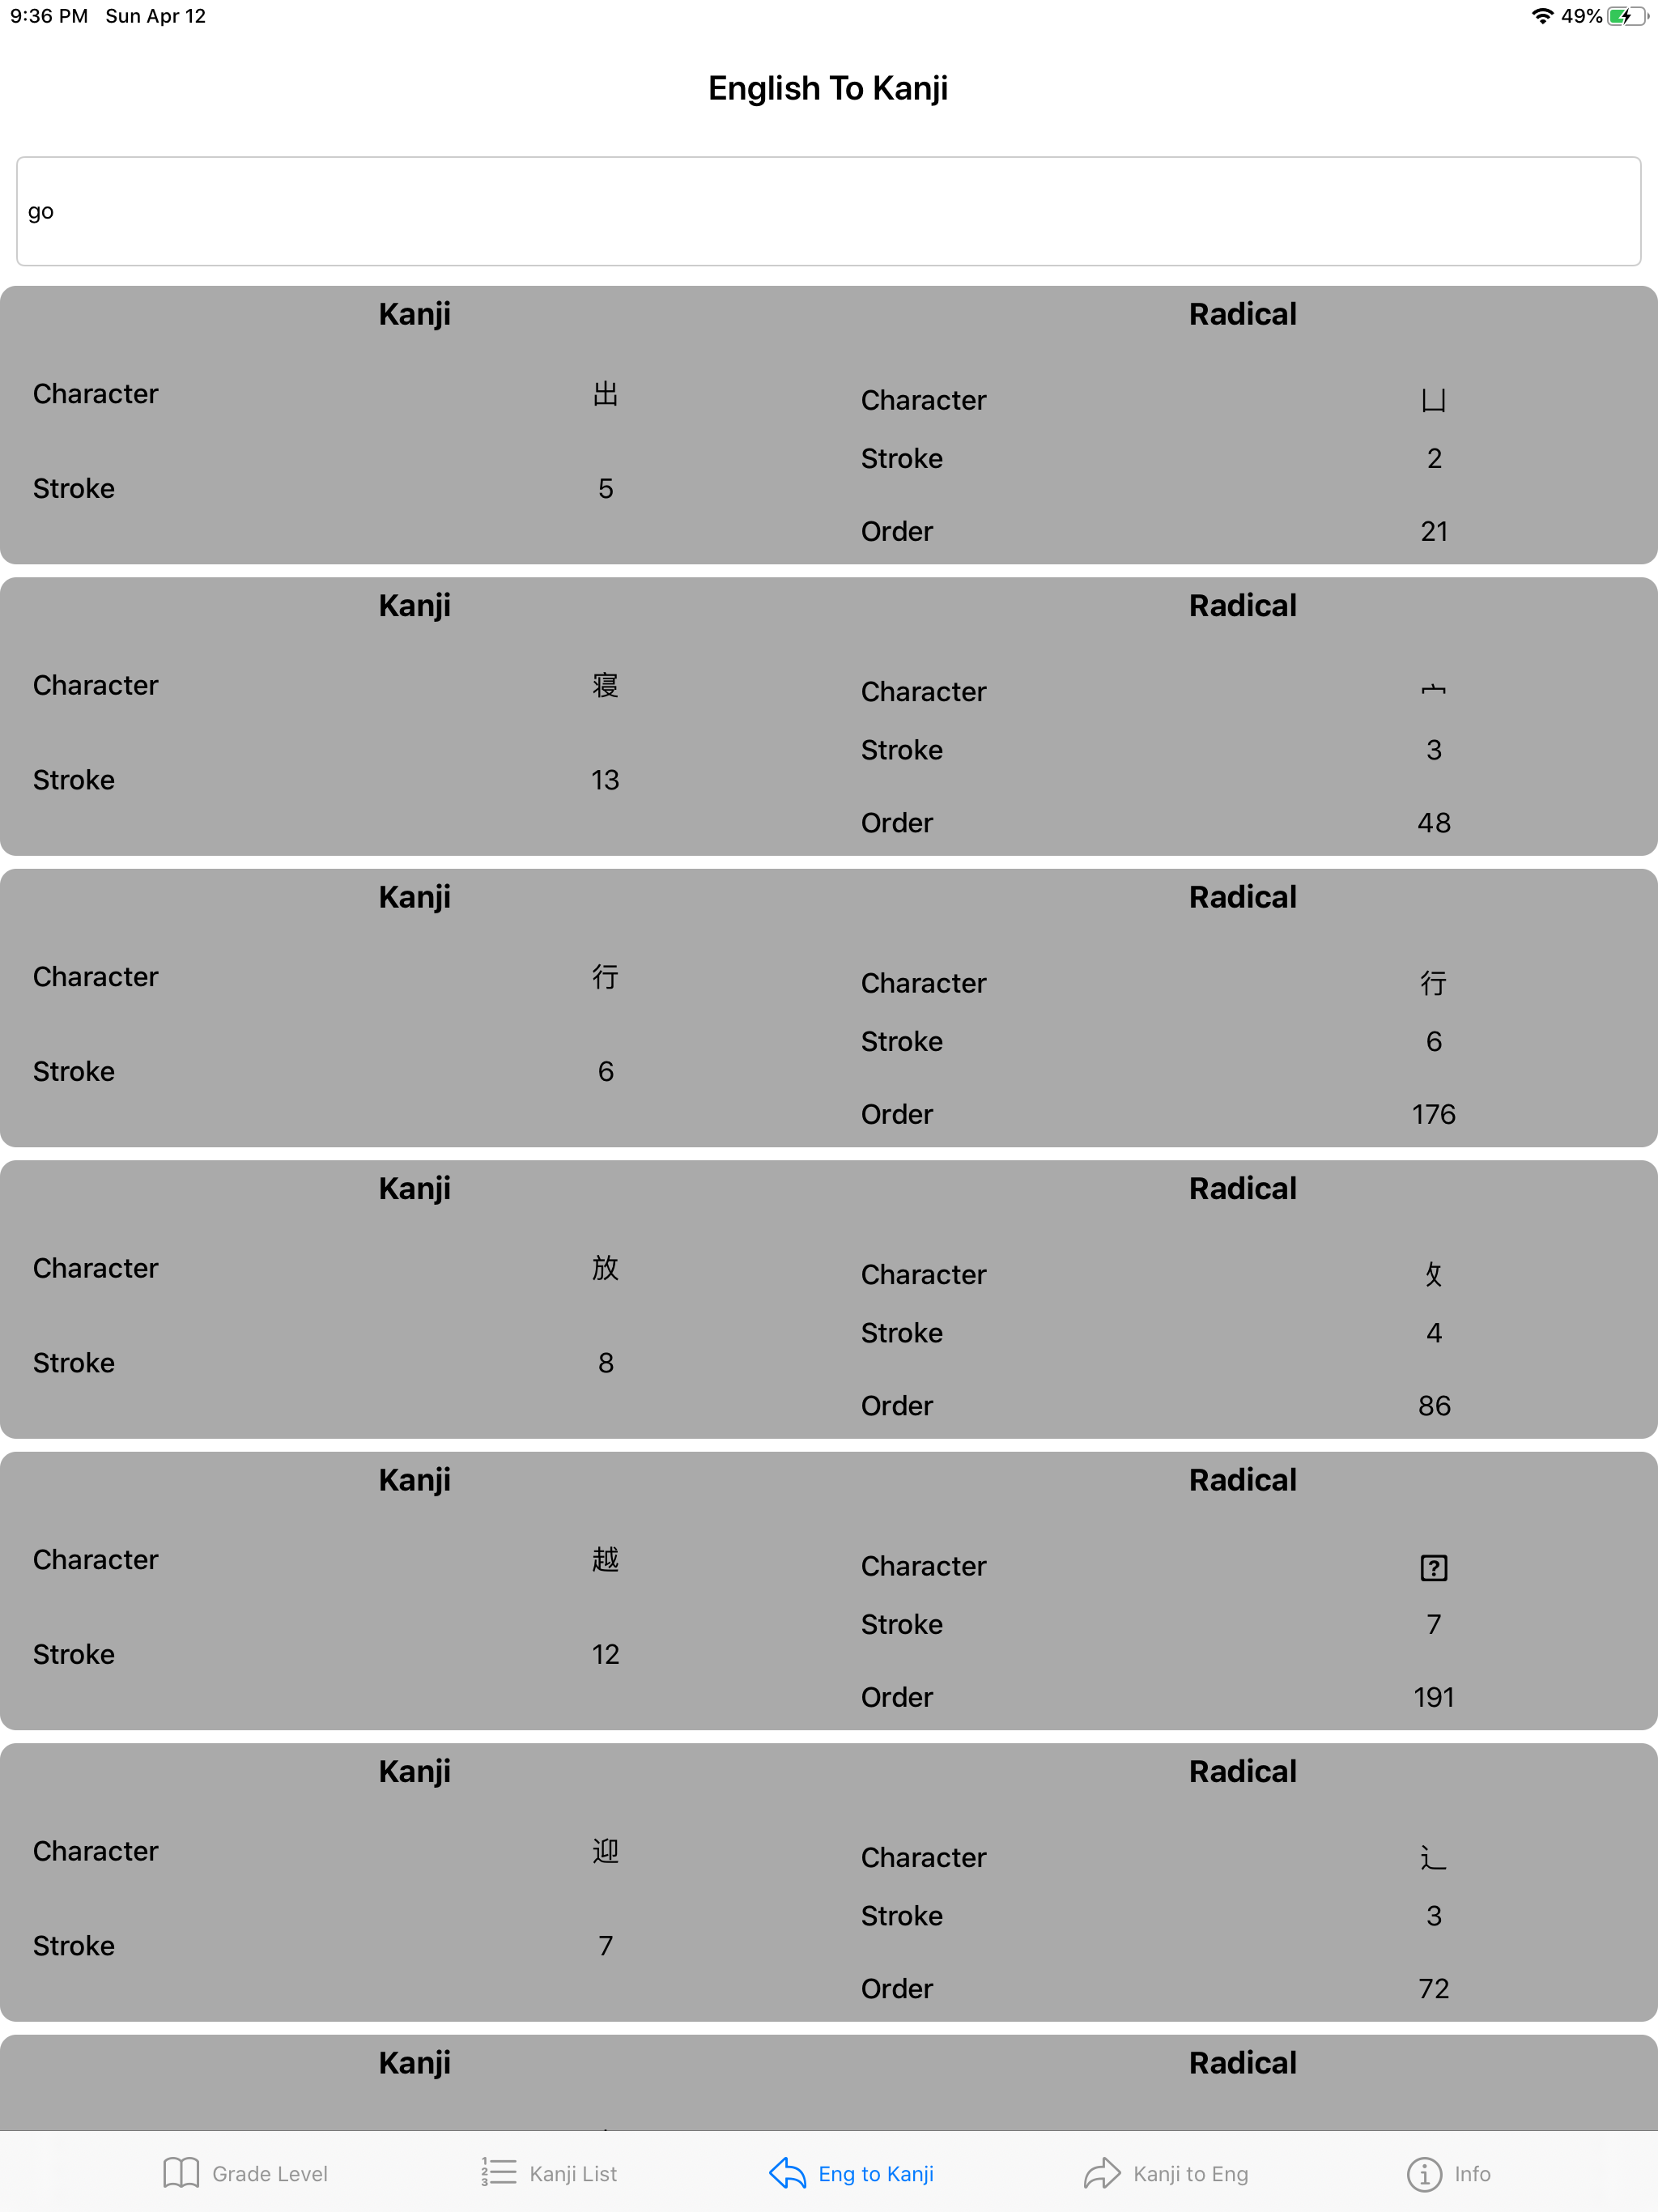 9:36 PM Sun Apr 12 49%
English To Kanji
go
Kanji Radical
Character 出 Character 凵
Stroke 5 Stroke 2
Order 21
Kanji Radical
Character 寝 Character 宀
Stroke 13 Stroke 3
Order 48
Kanji Radical
Character 行 Character 行
Stroke 6 Stroke 6
Order 176
Kanji Radical
Character 放 Character 攵
Stroke 8 Stroke 4
Order 86
Kanji Radical
Character 越 Character ?
Stroke 12 Stroke 7
Order 191
Kanji Radical
Character 迎 Character ⻌
Stroke 7 Stroke 3
Order 72
Kanji Radical
Grade Level Kanji List Eng to Kanji Kanji to Eng Info